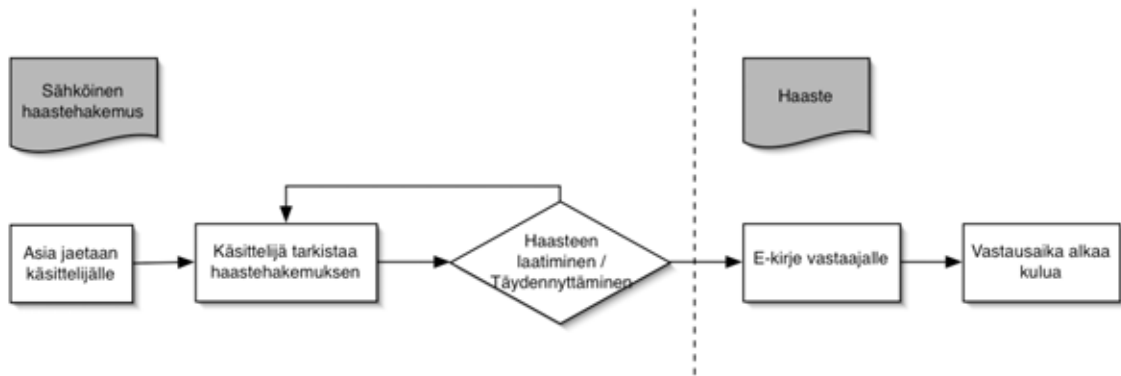 Sähköinen
haastehakemus
Haaste
Asia jaetaan
käsittelijälle
Käsittelijä tarkistaa
haastehakemuksen
Haasteen
laatiminen /
Täydennyttäminen
E-kirje vastaajalle
Vastausaika alkaa
kulua